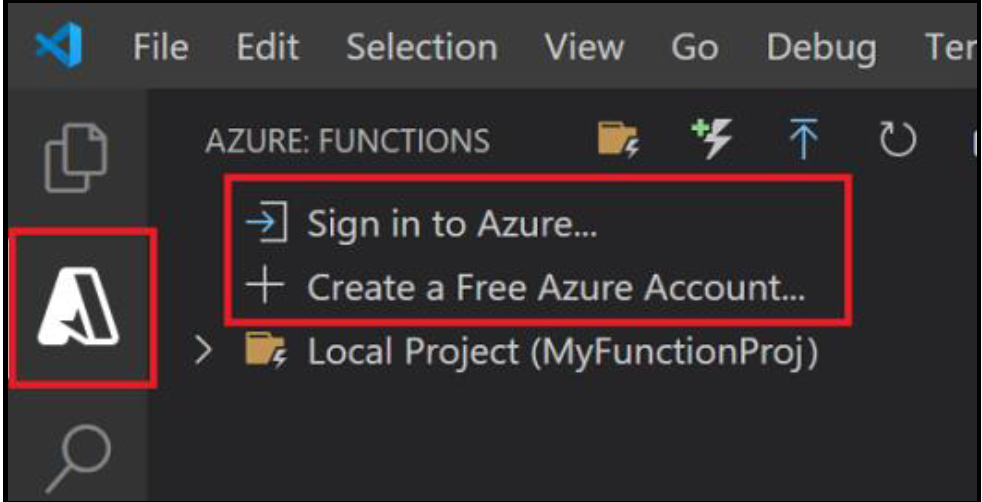 File Edit Selection View Go Debug Ter
AZURE: FUNCTIONS
Sign in to Azure...
Create a Free Azure Account...
Local Project (MyFunctionProj)